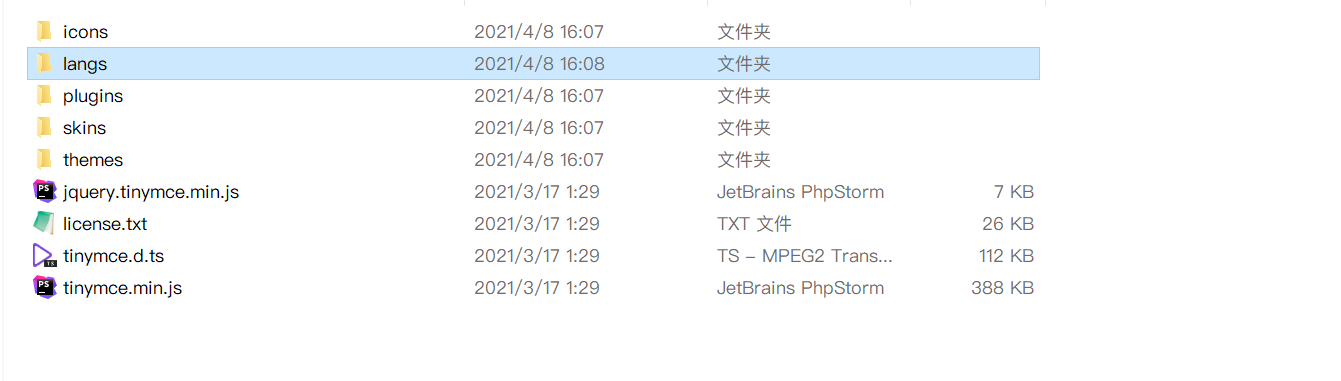 icons 2021/4/8 16:07 文件夹
langs 2021/4/8 16:08 文件夹
plugins 2021/4/8 16:07 文件夹
skins 2021/4/8 16:07 文件夹
themes 2021/4/8 16:07 文件夹
jquery.tinymce.min.js 2021/3/17 1:29 JetBrains PhpStorm 7 KB
license.txt 2021/3/17 1:29 TXT 文件 26 KB
tinymce.d.ts 2021/3/17 1:29 TS - MPEG2 Trans... 112 KB
tinymce.min.js 2021/3/17 1:29 JetBrains PhpStorm 388 KB